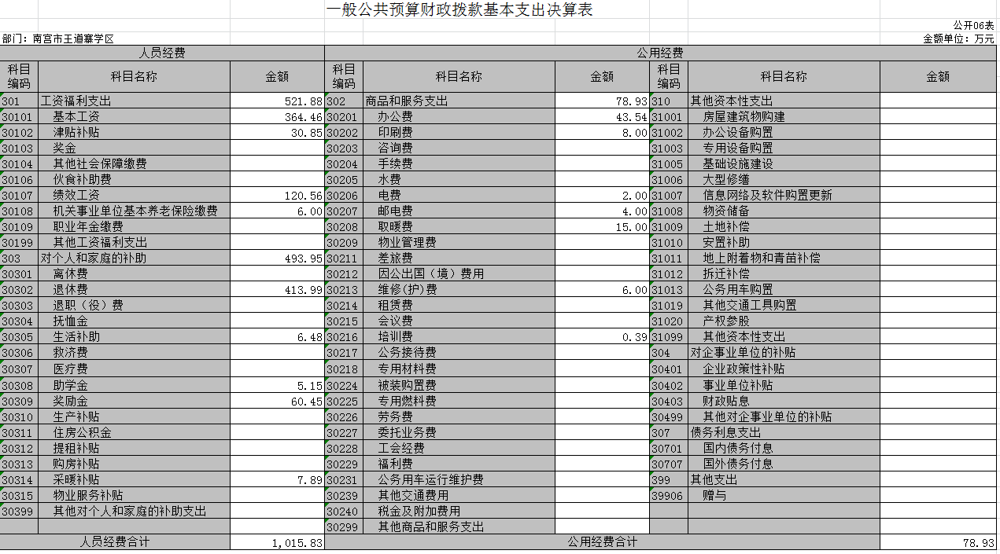 一般公共预算财政拨款基本支出决算表
公开06表
部门：南宫市王道寨学区 金额单位：万元
人员经费 公用经费
科目编码 科目名称 金额 科目编码 科目名称 金额 科目编码 科目名称 金额
301 工资福利支出 521.88 302 商品和服务支出 78.93 310 其他资本性支出
30101 基本工资 364.46 30201 办公费 43.54 31001 房屋建筑物购建
30102 津贴补贴 30.85 30202 印刷费 8.00 31002 办公设备购置
30103 奖金 30203 咨询费 31003 专用设备购置
30104 其他社会保障缴费 30204 手续费 31005 基础设施建设
30106 伙食补助费 30205 水费 31006 大型修缮
30107 绩效工资 120.56 30206 电费 2.00 31007 信息网络及软件购置更新
30108 机关事业单位基本养老保险缴费 6.00 30207 邮电费 4.00 31008 物资储备
30109 职业年金缴费 30208 取暖费 15.00 31009 土地补偿
30199 其他工资福利支出 30209 物业管理费 31010 安置补助
303 对个人和家庭的补助 493.95 30211 差旅费 31011 地上附着物和青苗补偿
30301 离休费 30212 因公出国（境）费用 31012 拆迁补偿
30302 退休费 413.99 30213 维修(护)费 6.00 31013 公务用车购置
30303 退职（役）费 30214 租赁费 31019 其他交通工具购置
30304 抚恤金 30215 会议费 31020 产权参股
30305 生活补助 6.48 30216 培训费 0.39 31099 其他资本性支出
30306 救济费 30217 公务接待费 304 对企事业单位的补贴
30307 医疗费 30218 专用材料费 30401 企业政策性补贴
30308 助学金 5.15 30224 被装购置费 30402 事业单位补贴
30309 奖励金 60.45 30225 专用燃料费 30403 财政贴息
30310 生产补贴 30226 劳务费 30499 其他对企事业单位的补贴
30311 住房公积金 30227 委托业务费 307 债务利息支出
30312 提租补贴 30228 工会经费 30701 国内债务付息
30313 购房补贴 30229 福利费 30707 国外债务付息
30314 采暖补贴 7.89 30231 公务用车运行维护费 399 其他支出
30315 物业服务补贴 30239 其他交通费用 39906 赠与
30399 其他对个人和家庭的补助支出 30240 税金及附加费用
30299 其他商品和服务支出
人员经费合计 1,015.83 公用经费合计 78.93